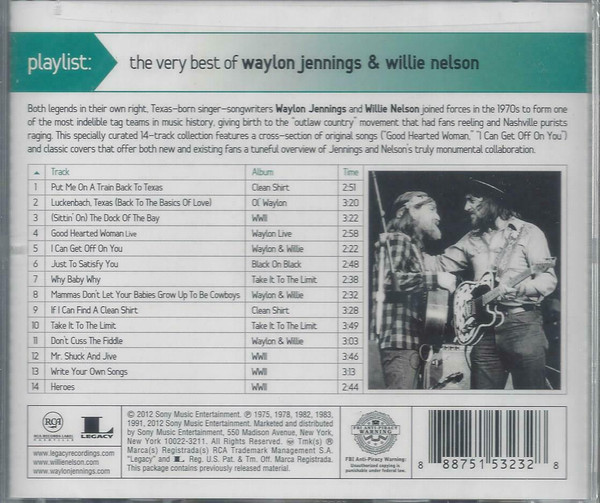 playlist: the very best of waylon jennings & willie nelson
Both legends in their own right, Texas-born singer-songwriters Waylon Jennings and Willie Nelson joined forces in the 1970s to form one
of the most indelible tag teams in music history, giving birth to the "outlaw country" movement that had fans reeling and Nashville purists
raging. This specially curated 14-track collection features a cross-section of original songs ("Good Hearted Woman," "I Can Get Off On You")
and classic covers that offer both new and existing fans a tuneful overview of Jennings and Nelson's truly monumental collaboration.
Track Album Time
1 Put Me On A Train Back To Texas Clean Shirt 2:51
2 Luckenbach, Texas (Back To The Basics Of Love) Ol' Waylon 3:20
3 (Sittin' On) The Dock Of The Bay WWII 3:22
4 Good Hearted Woman Live Waylon Live 2:58
5 I Can Get Off On You Waylon & Willie 2:22
6 Just To Satisfy You Black On Black 2:48
7 Why Baby Why Take It To The Limit 2:38
8 Mammas Don't Let Your Babies Grow Up To Be Cowboys Waylon & Willie 2:32
9 If I Can Find A Clean Shirt Clean Shirt 3:28
10 Take It To The Limit Take It To The Limit 3:49
11 Don't Cuss The Fiddle Waylon & Willie 3:03
12 Mr. Shuck And Jive WWII 3:46
13 Write Your Own Songs WWII 3:13
14 Heroes WWII 2:44
RCA
RCA RECORDS LABEL
NASHVILLE
L
LEGACY
www.legacyrecordings.com
www.willienelson.com
www.waylonjennings.com
© 2012 Sony Music Entertainment. ℗ 1975, 1978, 1982, 1983,
1991, 2012 Sony Music Entertainment. Marketed and distributed
by Sony Music Entertainment, 550 Madison Avenue, New York,
New York 10022-3211. All Rights Reserved. Tmk(s) ®
Marca(s) Registrada(s) RCA Trademark Management S.A.
"Legacy" and L Reg. U.S. Pat. & Tm. Off. Marca Registrada.
This package contains previously released material.
FBI ANTI-PIRACY
WARNING
FBI Anti-Piracy Warning:
Unauthorized copying is
punishable under federal law.
8 88751 53232 8